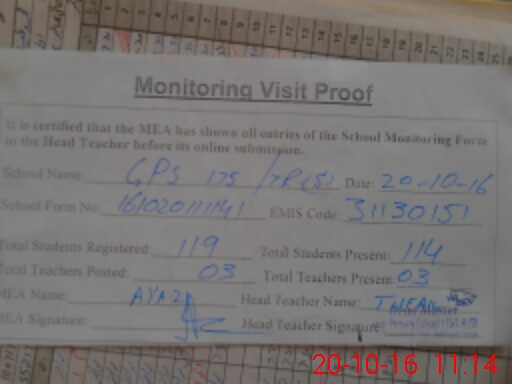 Monitoring Visit Proof
It is certified that the MEA has shown all entries of the School Monitoring Form
to the Head Teacher before its online submission.
School Name: GPS 175 /7R (S) Date: 20-10-16
School Form No: 161020111141 EMIS Code: 31130151
Total Students Registered: 119 Total Students Present: 114
Total Teachers Posted: 03 Total Teachers Present: 03
MEA Name: AYAZ Head Teacher Name:
MEA Signature: Head Teacher Signature:
Head Master
20-10-16 11:14